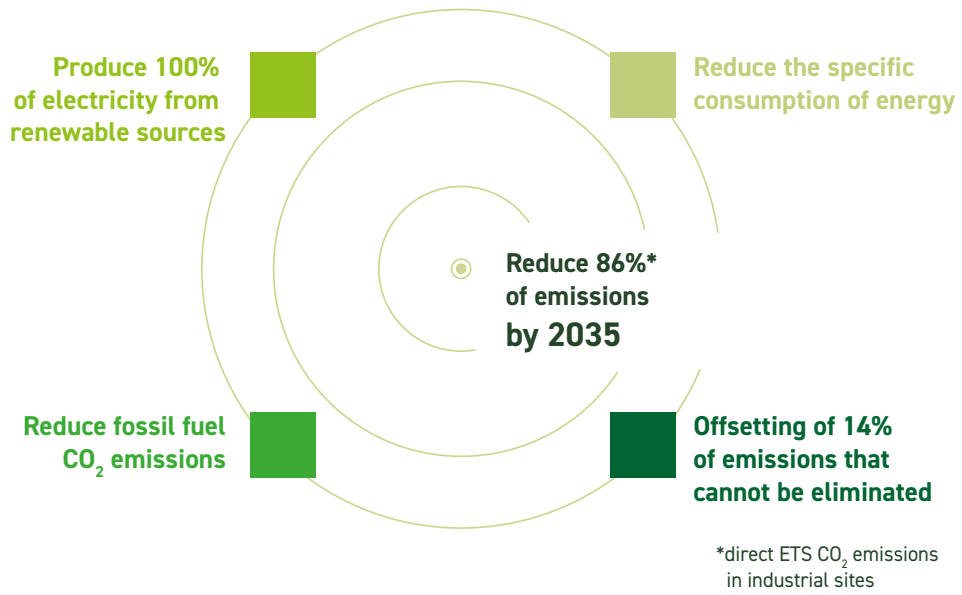 Produce 100%
of electricity from
renewable sources
Reduce the specific
consumption of energy
Reduce 86%*
of emissions
by 2035
Reduce fossil fuel
CO₂ emissions
Offsetting of 14%
of emissions that
cannot be eliminated
*direct ETS CO₂ emissions
in industrial sites